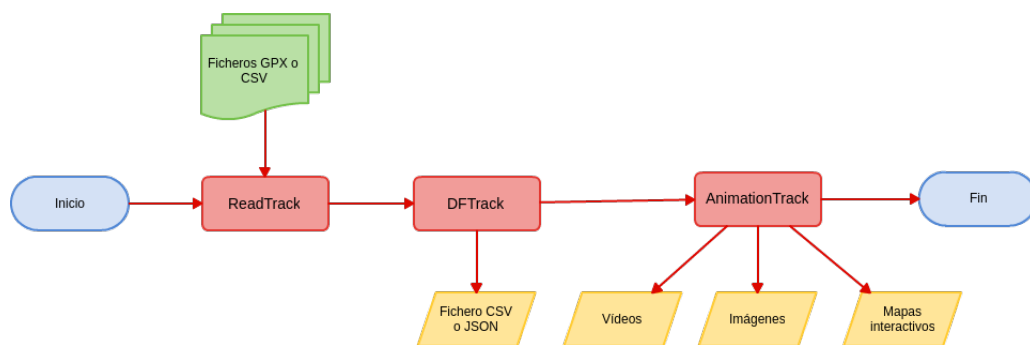 Ficheros GPX o
CSV
Inicio
ReadTrack
DFTrack
AnimationTrack
Fin
Fichero CSV
o JSON
Vídeos
Imágenes
Mapas
interactivos